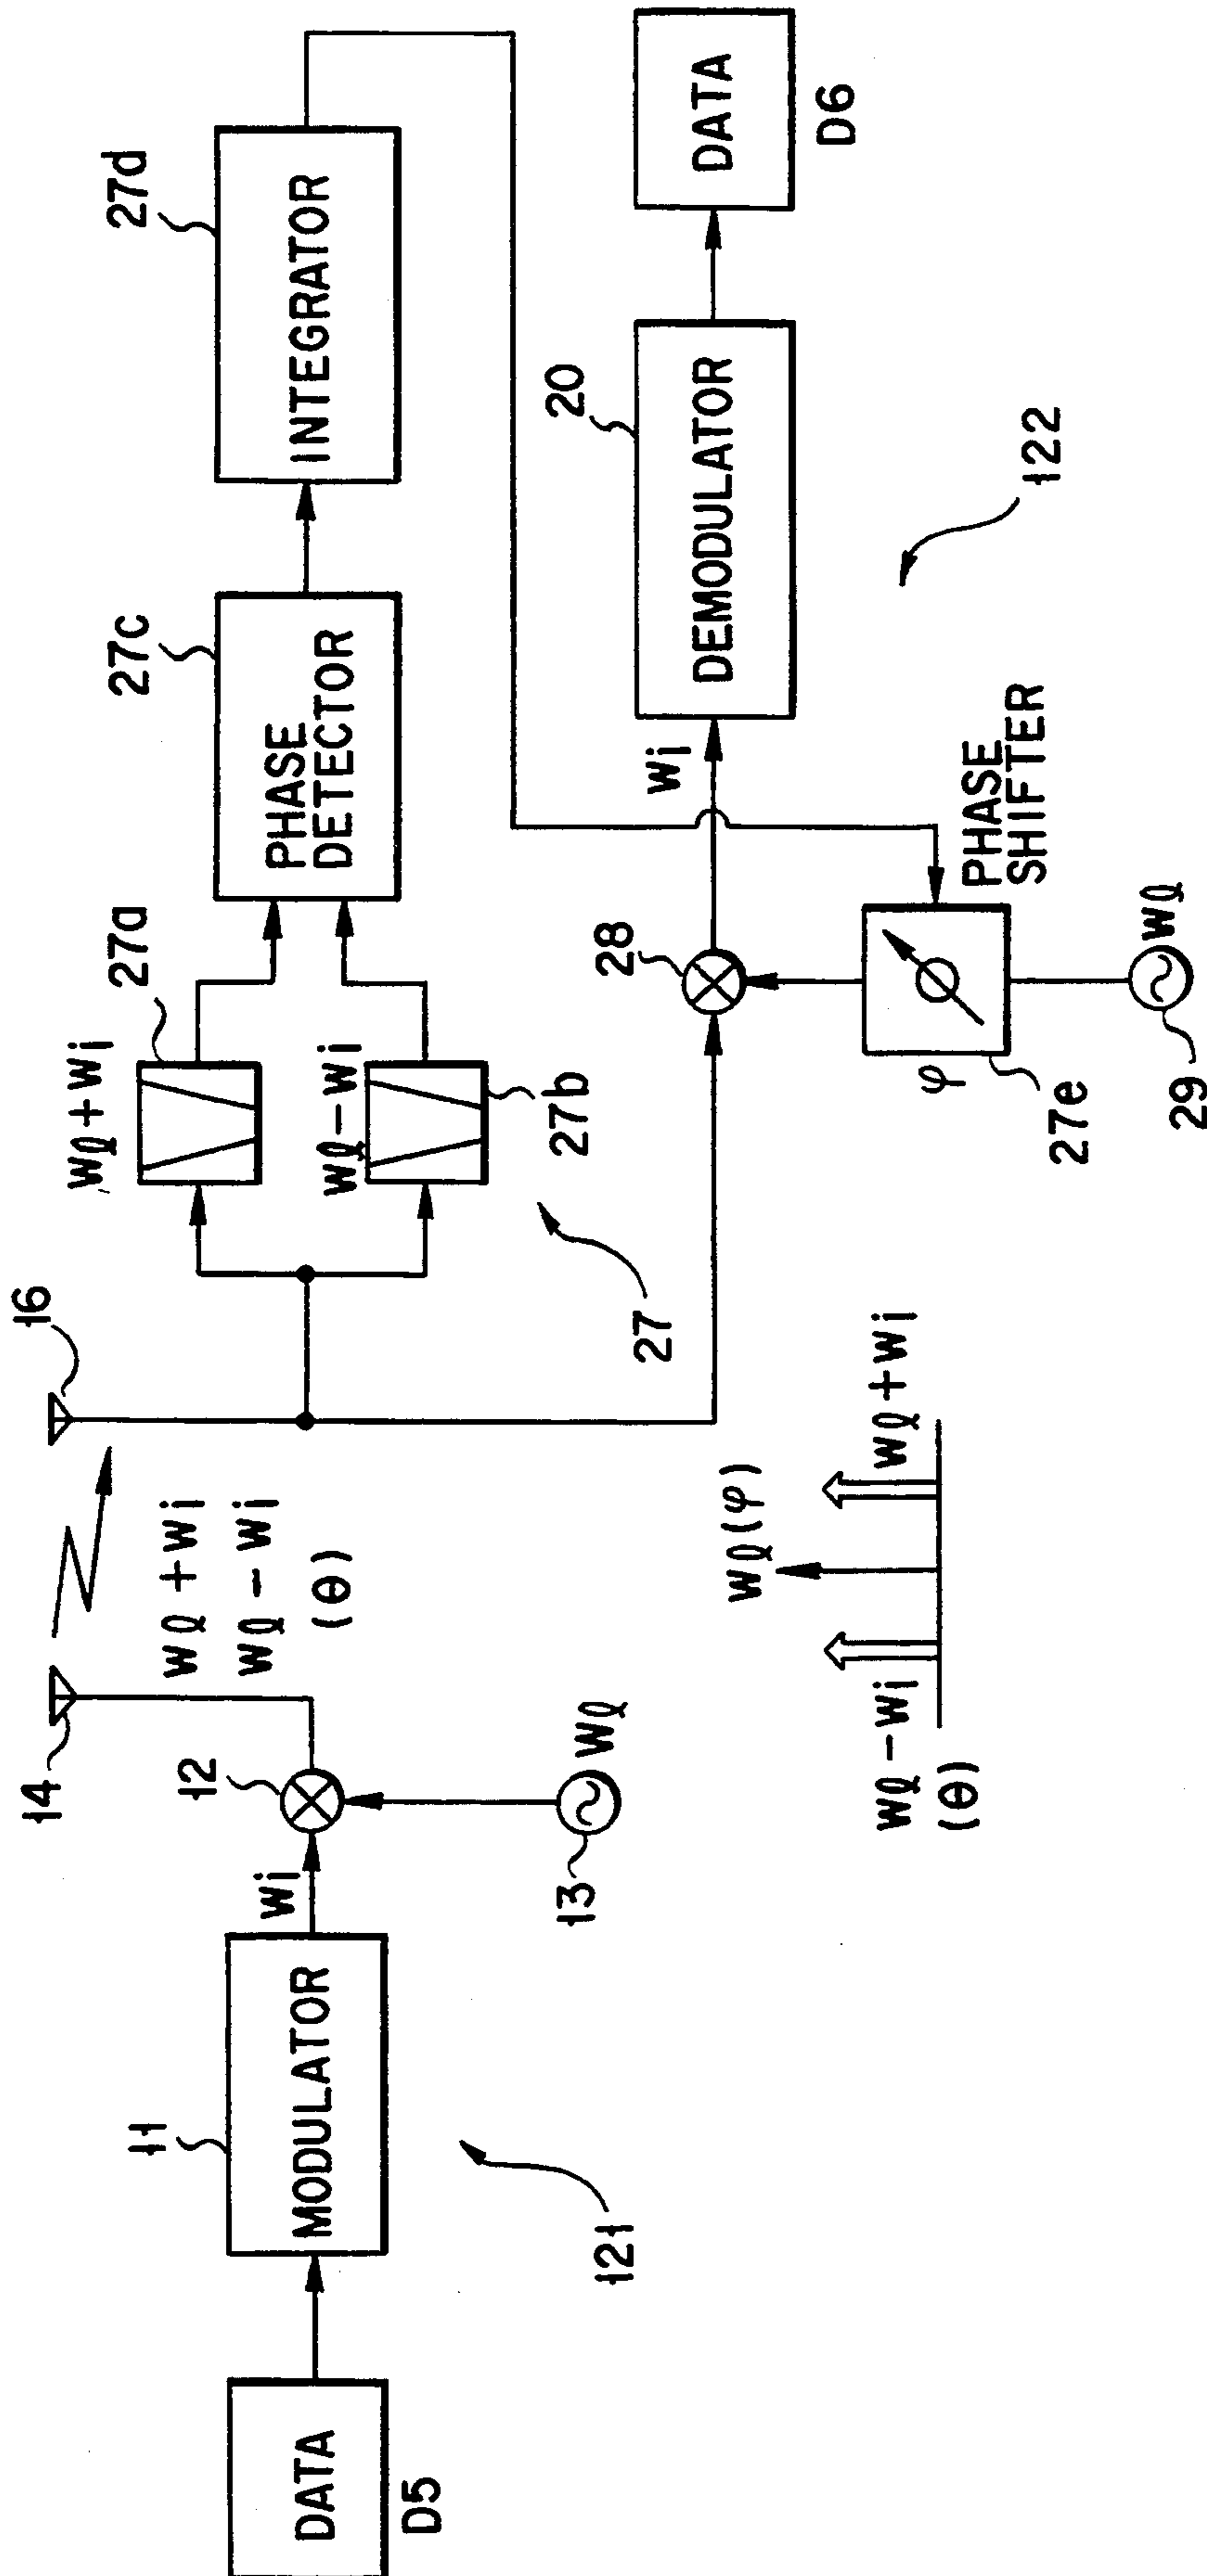 DATA
D5
11
MODULATOR
121
wi
12
13
wℓ
14
wℓ + wi
wℓ − wi
(θ)
16
27
wℓ + wi
27a
wℓ − wi
27b
27c
PHASE
DETECTOR
27d
INTEGRATOR
28
wi
20
DEMODULATOR
DATA
D6
122
φ
27e
PHASE
SHIFTER
29
wℓ
wℓ − wi
(θ)
wℓ (φ)
wℓ + wi